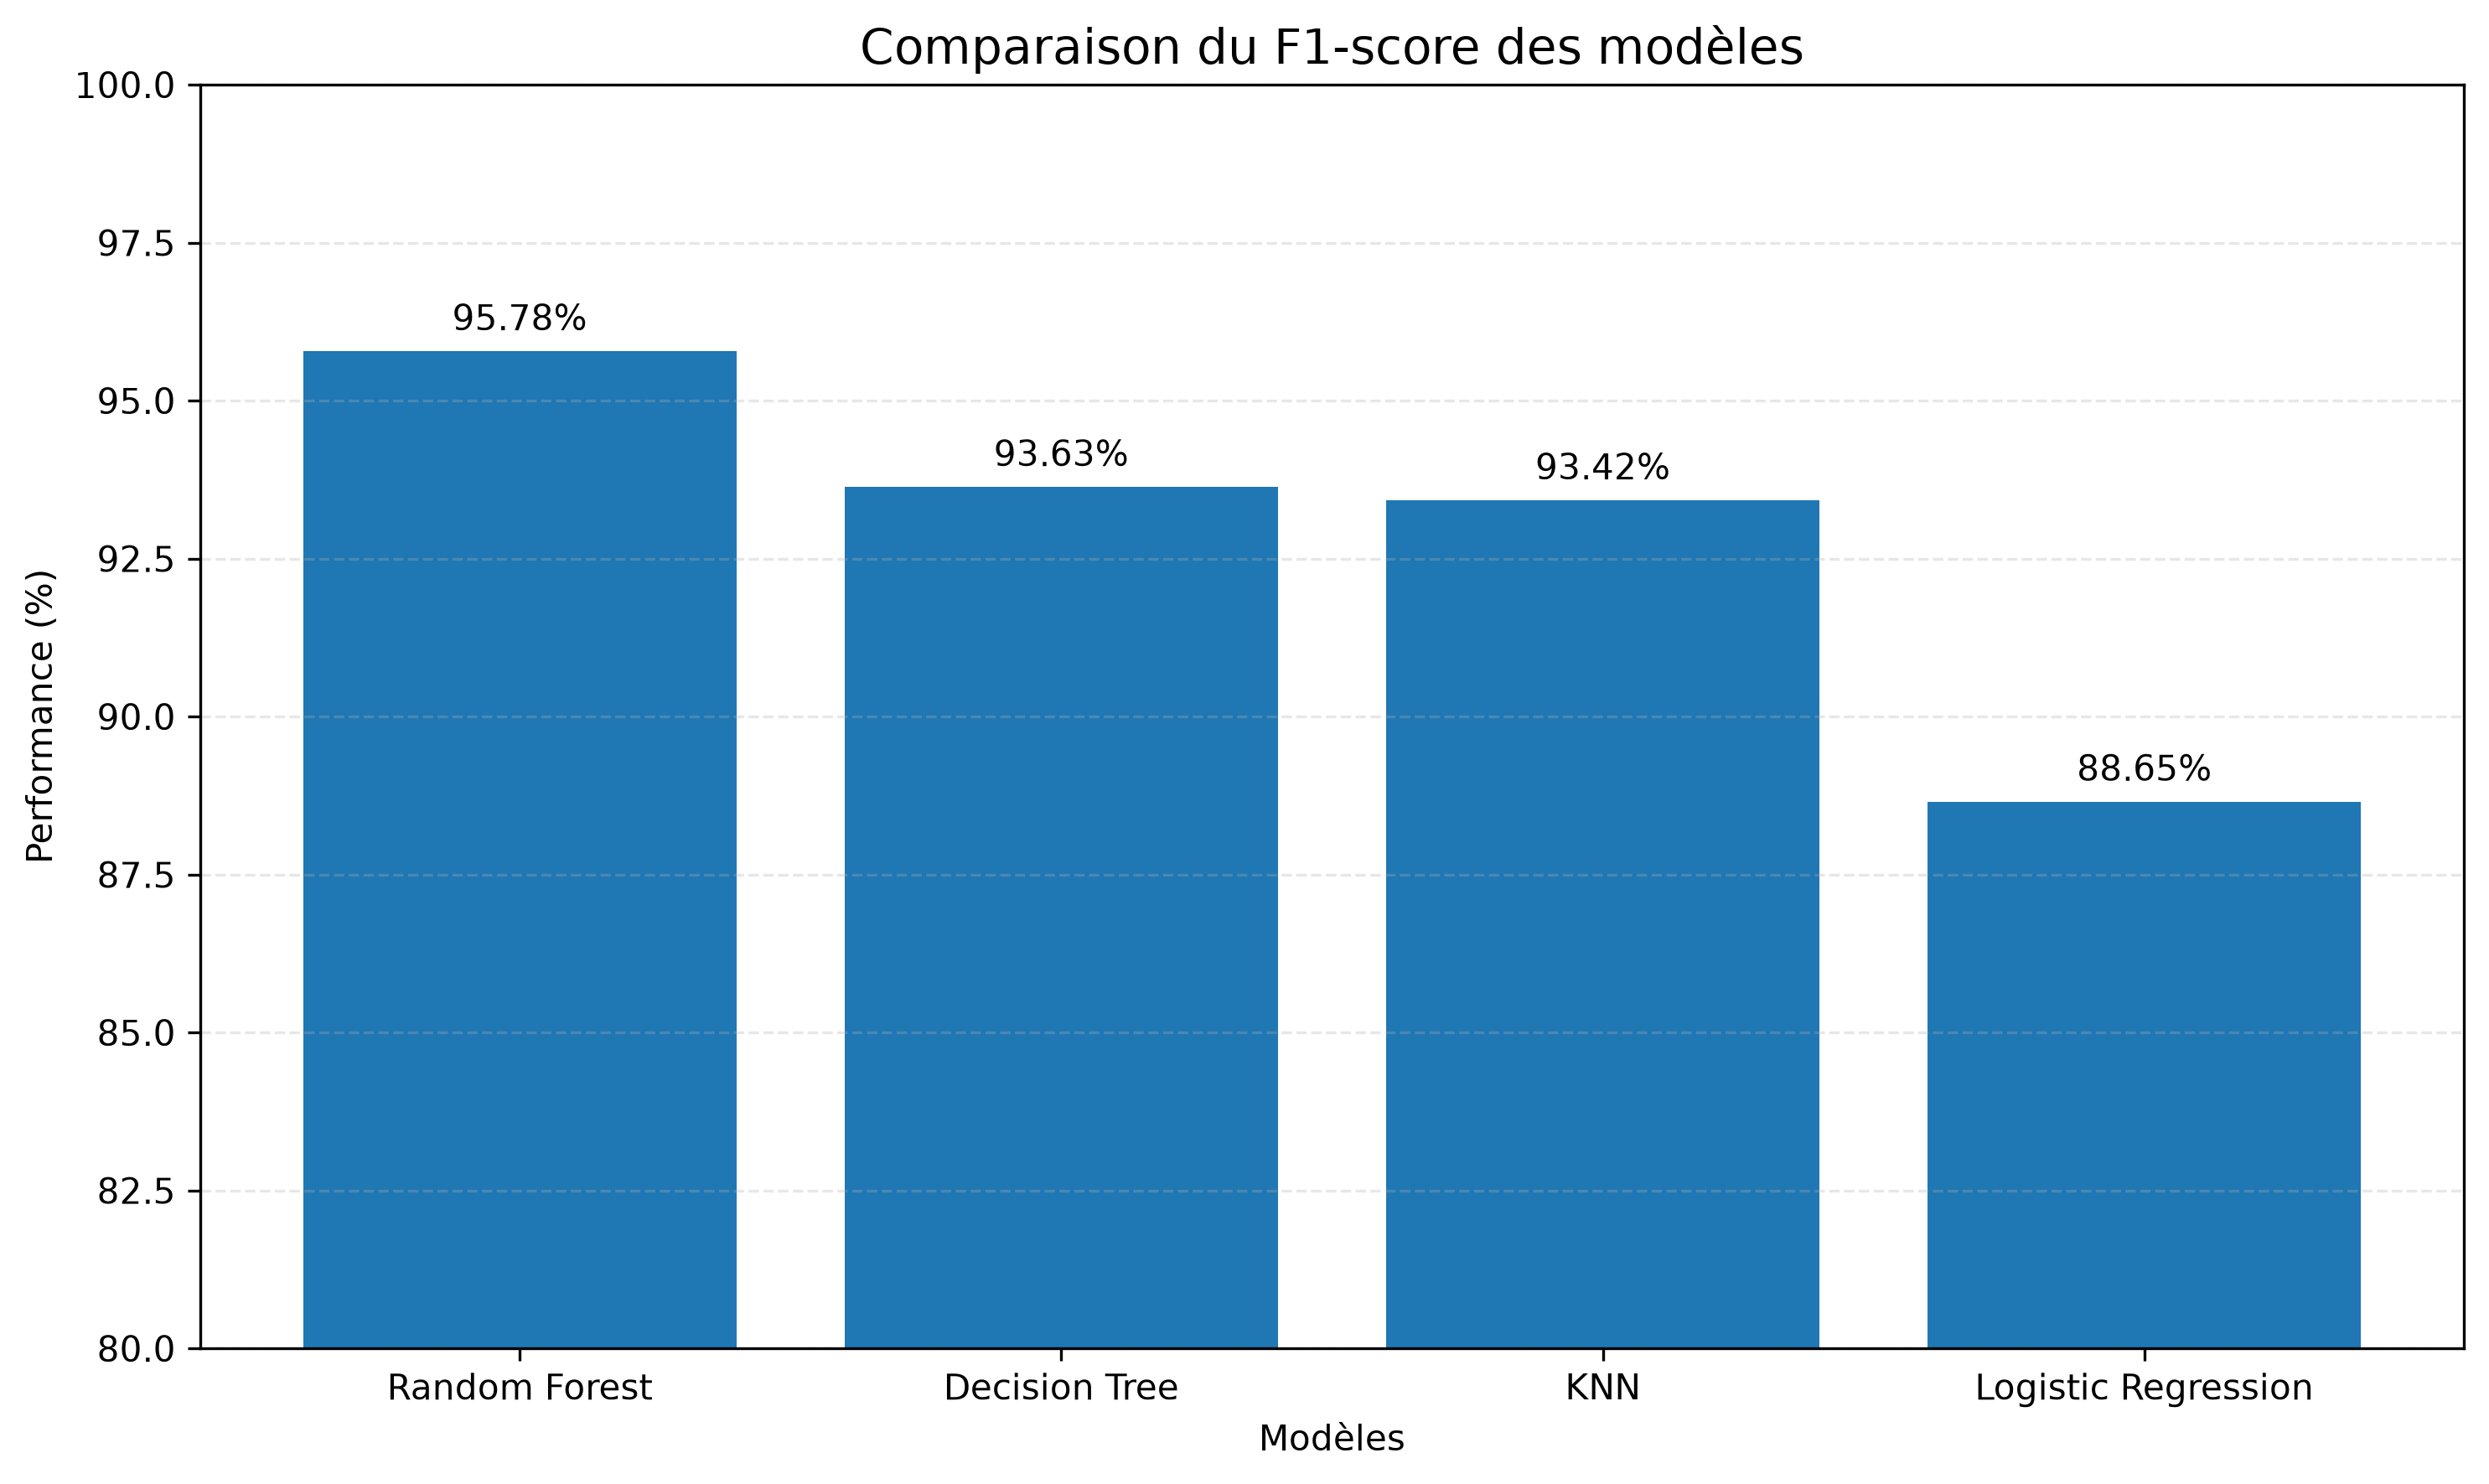 Comparaison du F1-score des modèles
Performance (%)
100.0
97.5
95.0
92.5
90.0
87.5
85.0
82.5
80.0
95.78%
93.63%
93.42%
88.65%
Random Forest
Decision Tree
KNN
Logistic Regression
Modèles